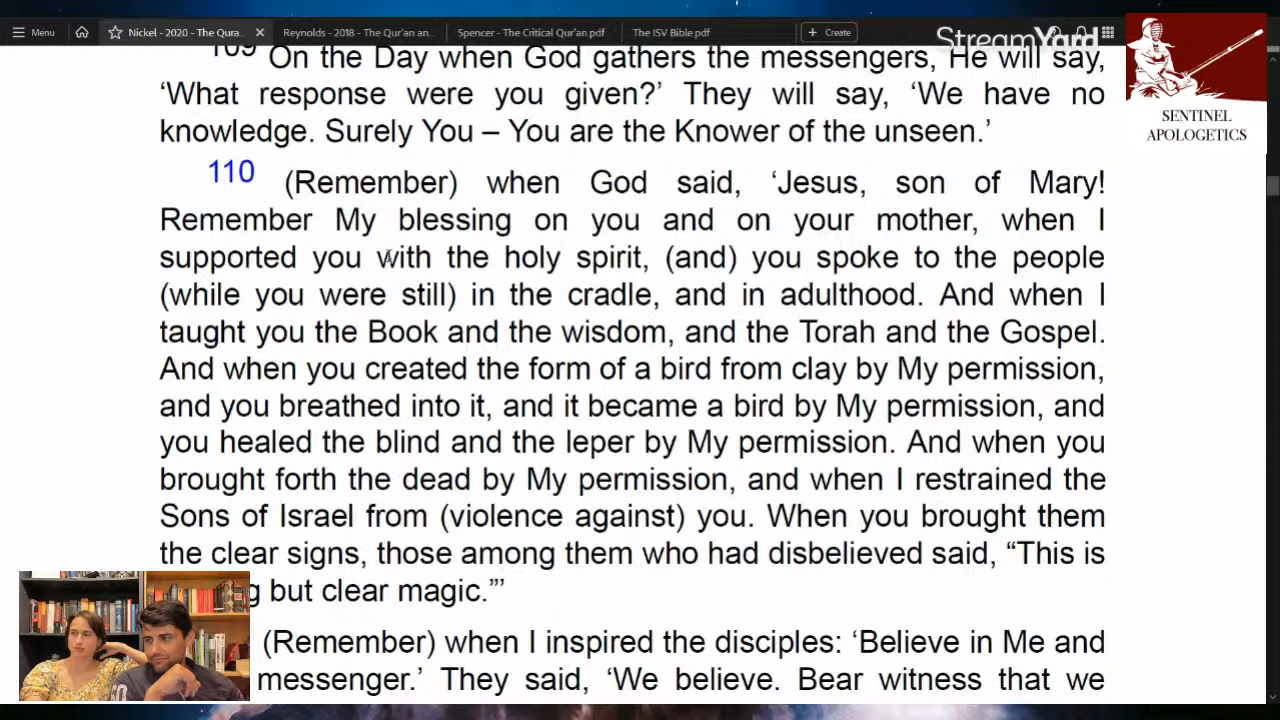 Menu
Nickel - 2020 - The Qura
Reynolds - 2018 - The Qur'an an...
Spencer - The Critical Qur'an.pdf
The ISV Bible.pdf
Create
StreamYard
SENTINEL
APOLOGETICS
109 On the Day when God gathers the messengers, He will say,
‘What response were you given?’ They will say, ‘We have no
knowledge. Surely You – You are the Knower of the unseen.’
110 (Remember) when God said, ‘Jesus, son of Mary!
Remember My blessing on you and on your mother, when I
supported you with the holy spirit, (and) you spoke to the people
(while you were still) in the cradle, and in adulthood. And when I
taught you the Book and the wisdom, and the Torah and the Gospel.
And when you created the form of a bird from clay by My permission,
and you breathed into it, and it became a bird by My permission, and
you healed the blind and the leper by My permission. And when you
brought forth the dead by My permission, and when I restrained the
Sons of Israel from (violence against) you. When you brought them
the clear signs, those among them who had disbelieved said, “This is
g but clear magic.”’
(Remember) when I inspired the disciples: ‘Believe in Me and
messenger.’ They said, ‘We believe. Bear witness that we